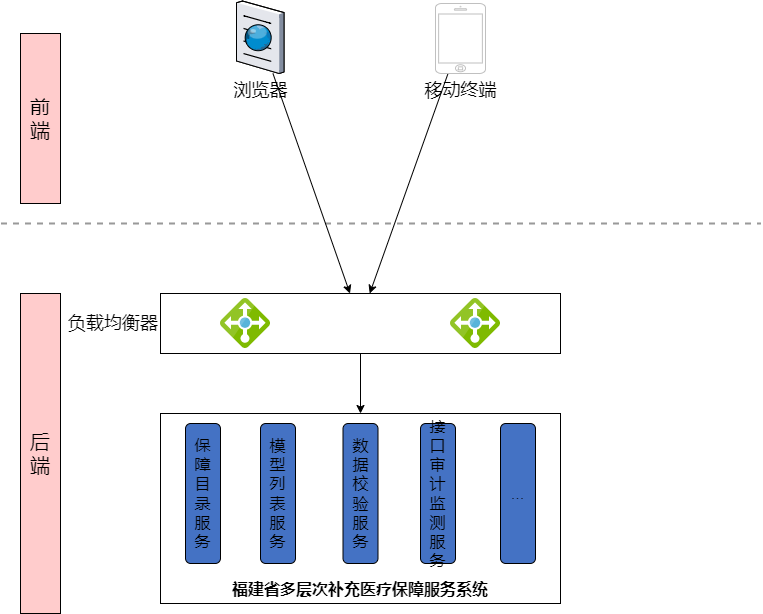 浏览器
移动终端
前端
负载均衡器
后端
保障目录服务
模型列表服务
数据校验服务
接口审计监测服务
...
福建省多层次补充医疗保障服务系统